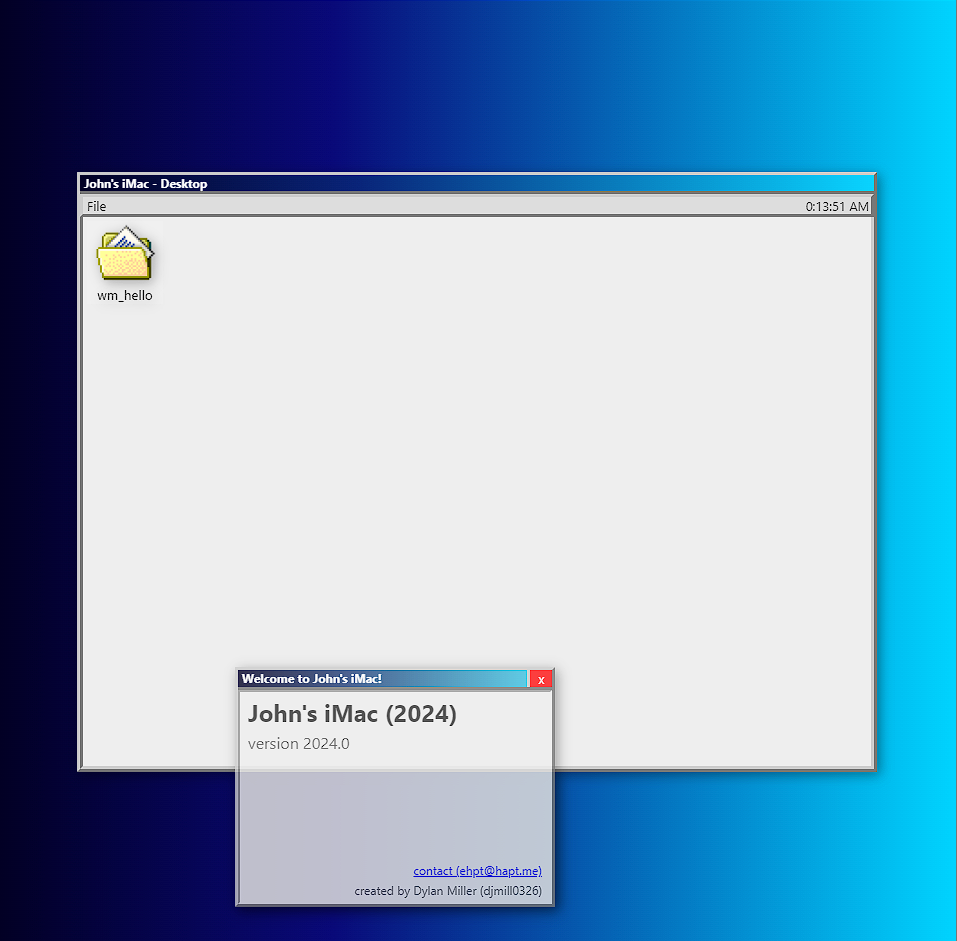 John's iMac - Desktop
File
0:13:51 AM
wm_hello
Welcome to John's iMac!
x
John's iMac (2024)
version 2024.0
contact (ehpt@hapt.me)
created by Dylan Miller (djmill0326)